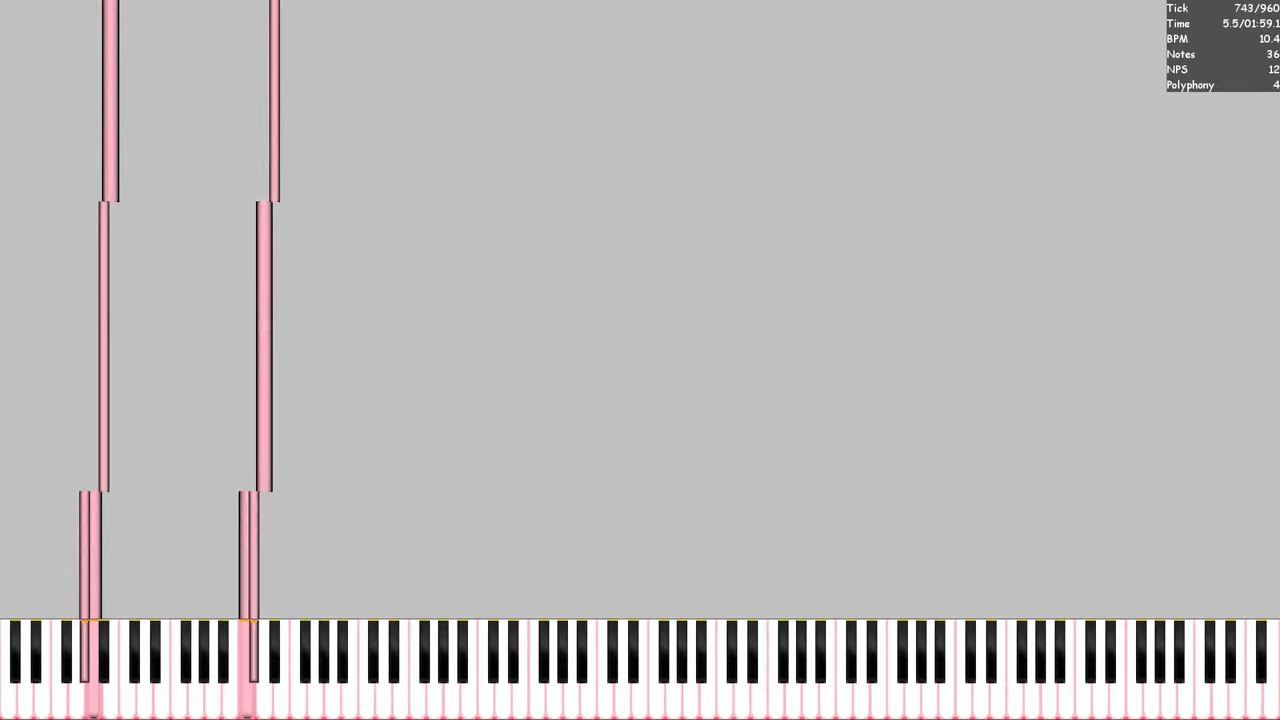 Tick 743/960
Time 5.5/01:59.1
BPM 10.4
Notes 36
NPS 12
Polyphony 4